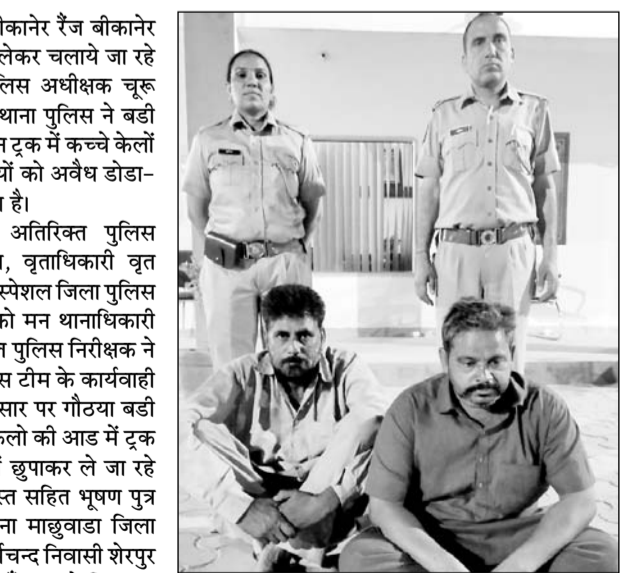 ीकानेर रैंज बीकानेर
लेकर चलाये जा रहे
लिस अधीक्षक चूरू
थाना पुलिस ने बडी
ट्रक में कच्चे केलों
यों को अवैध डोडा-
है।
अतिरिक्त पुलिस
वृताधिकारी वृत
स्पेशल जिला पुलिस
को मन थानाधिकारी
पुलिस निरीक्षक ने
स टीम के कार्यवाही
सार पर गौठया बडी
केलो की आड में ट्रक
छुपाकर ले जा रहे
स्त सहित भूषण पुत्र
ना माछुवाडा जिला
चन्द निवासी शेरपुर